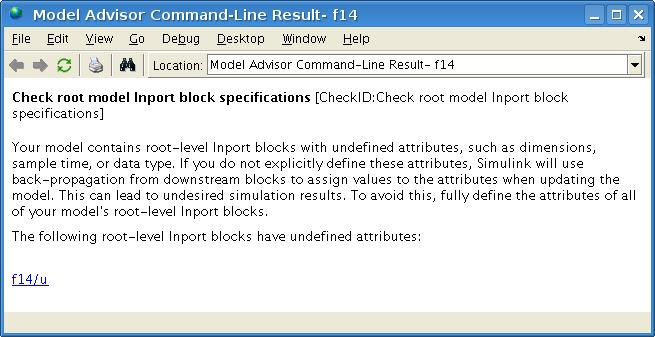 Model Advisor Command-Line Result- f14
File Edit View Go Debug Desktop Window Help
Location: Model Advisor Command-Line Result- f14
Check root model Inport block specifications [CheckID:Check root model Inport block
specifications]
Your model contains root-level Inport blocks with undefined attributes, such as dimensions,
sample time, or data type. If you do not explicitly define these attributes, Simulink will use
back-propagation from downstream blocks to assign values to the attributes when updating the
model. This can lead to undesired simulation results. To avoid this, fully define the attributes of all
of your model's root-level Inport blocks.
The following root-level Inport blocks have undefined attributes:
f14/u